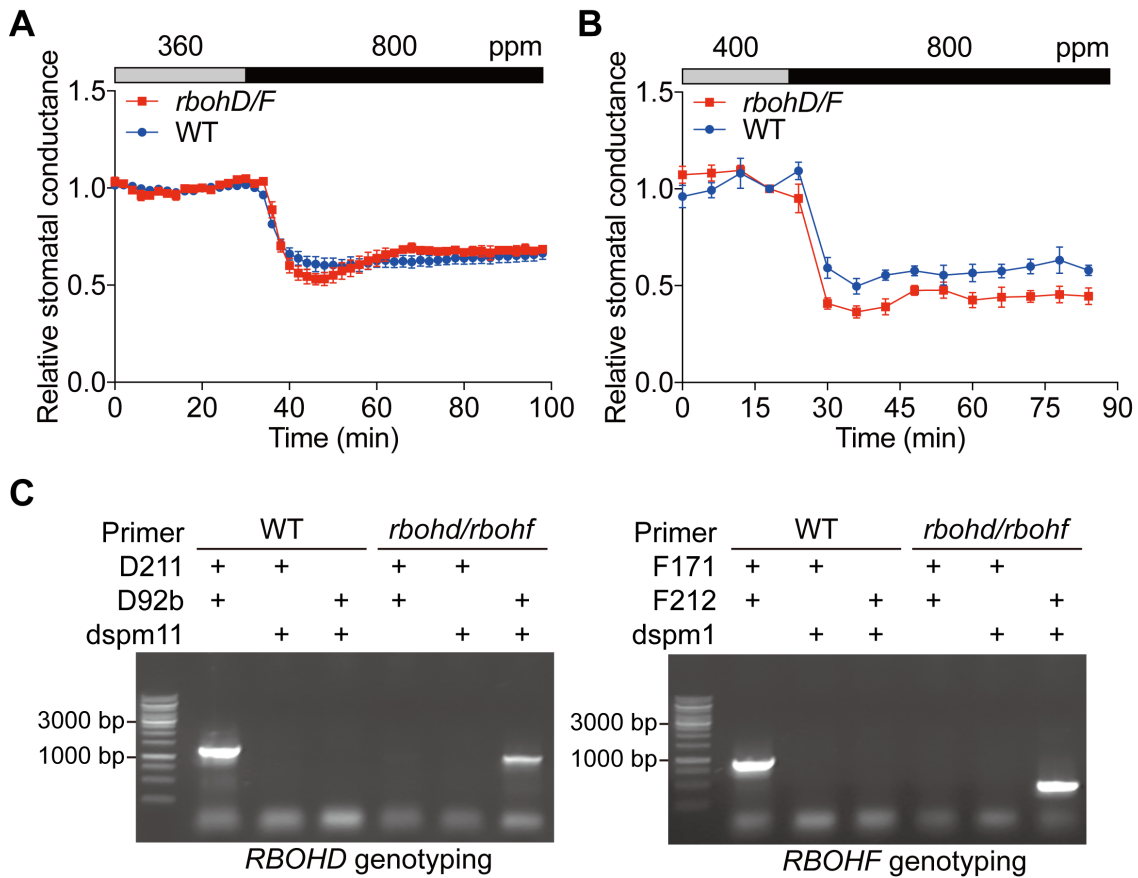 A
360 800 ppm
Relative stomatal conductance
1.5
1.0
0.5
0.0
rbohD/F
WT
0 20 40 60 80 100
Time (min)
B
400 800 ppm
Relative stomatal conductance
1.5
1.0
0.5
0.0
rbohD/F
WT
0 15 30 45 60 75 90
Time (min)
C
Primer WT rbohd/rbohf
D211 + + + +
D92b + + + +
dspm11 + + + +
3000 bp
1000 bp
RBOHD genotyping
Primer WT rbohd/rbohf
F171 + + + +
F212 + + + +
dspm1 + + + +
3000 bp
1000 bp
RBOHF genotyping